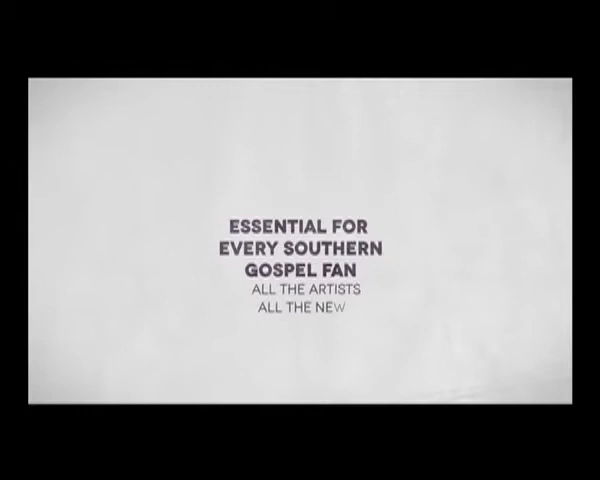 ESSENTIAL FOR
EVERY SOUTHERN
GOSPEL FAN
ALL THE ARTISTS
ALL THE NEW